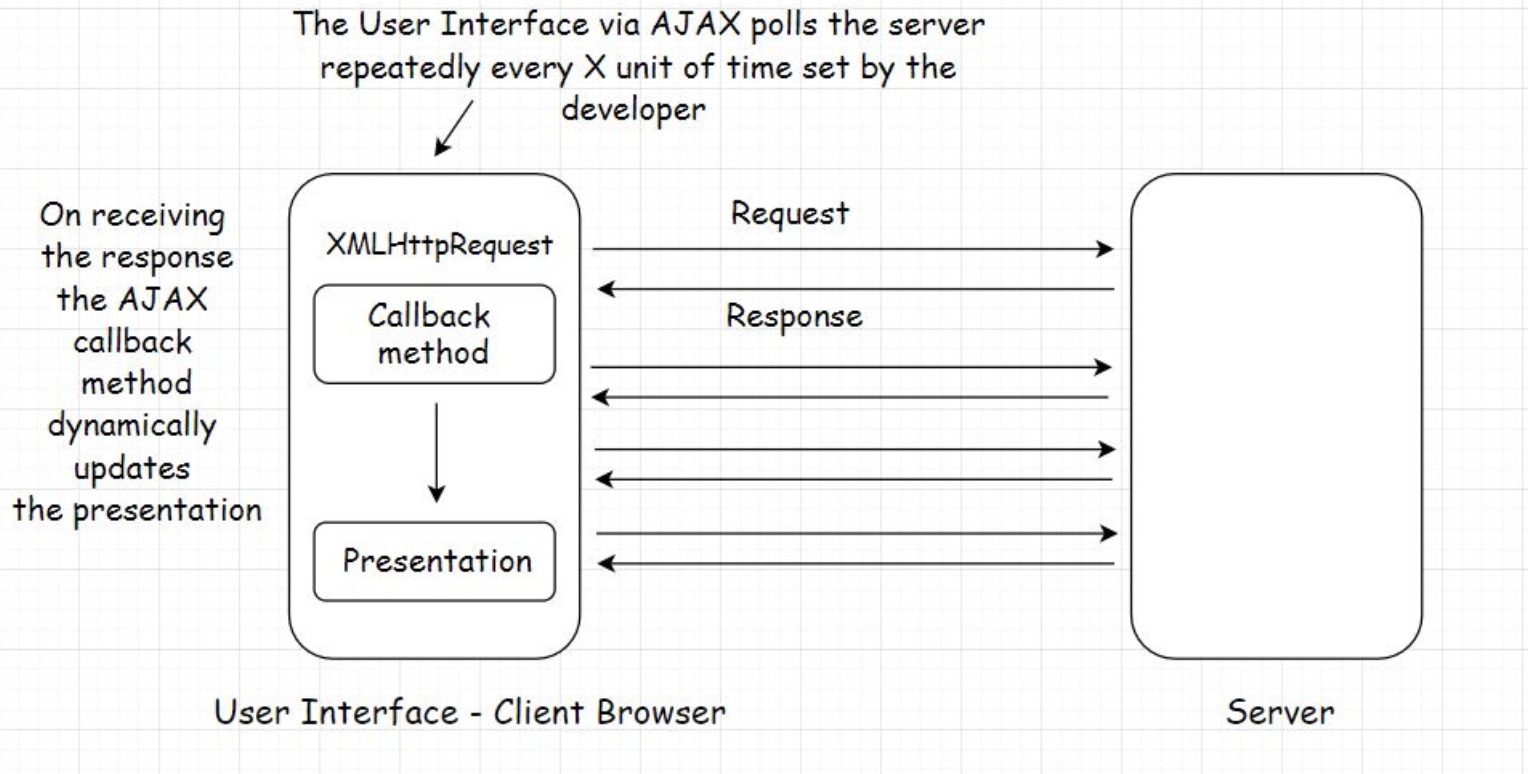 The User Interface via AJAX polls the server
repeatedly every X unit of time set by the
developer
On receiving
the response
the AJAX
callback
method
dynamically
updates
the presentation
XMLHttpRequest
Callback
method
Presentation
Request
Response
User Interface - Client Browser
Server